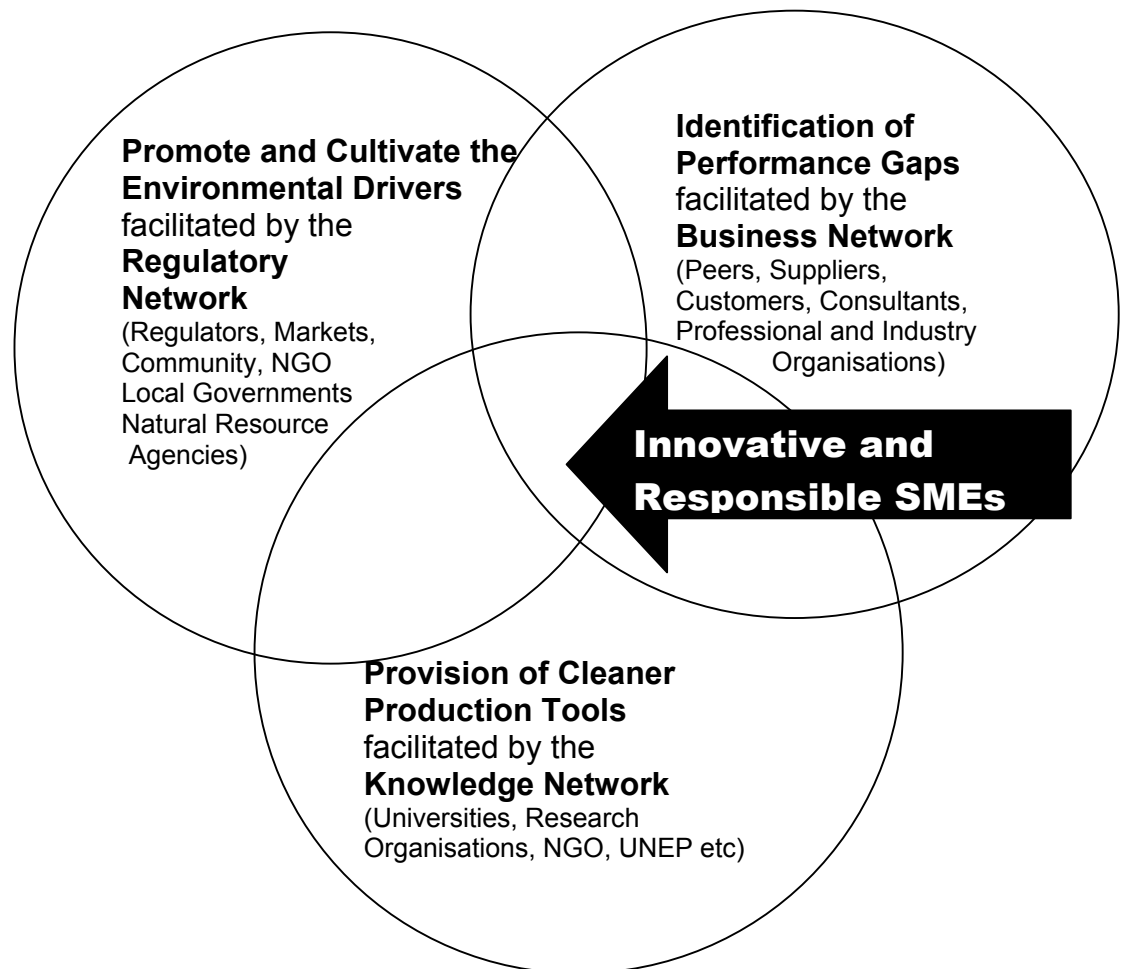 Promote and Cultivate the
Environmental Drivers
facilitated by the
Regulatory
Network
(Regulators, Markets,
Community, NGO
Local Governments
Natural Resource
Agencies)
Identification of
Performance Gaps
facilitated by the
Business Network
(Peers, Suppliers,
Customers, Consultants,
Professional and Industry
Organisations)
Innovative and
Responsible SMEs
Provision of Cleaner
Production Tools
facilitated by the
Knowledge Network
(Universities, Research
Organisations, NGO, UNEP etc)